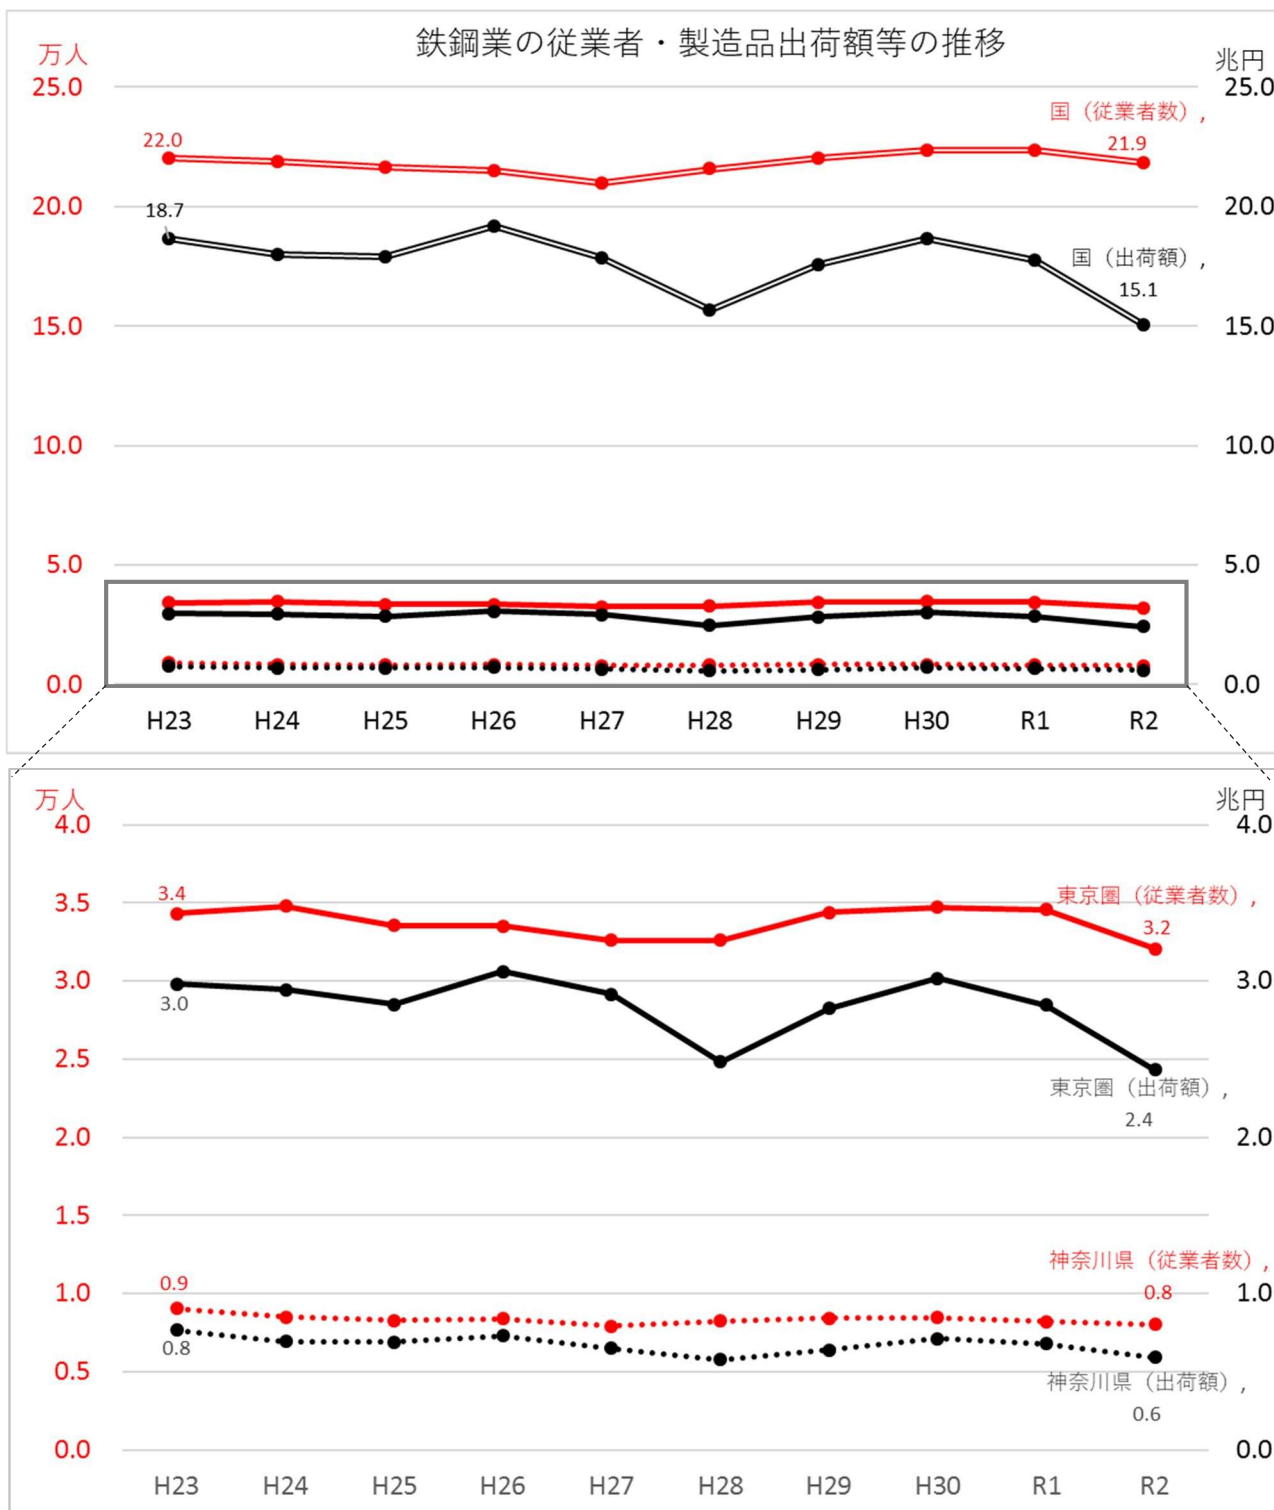 鉄鋼業の従業者・製造品出荷額等の推移
万人
兆円
25.0
25.0
国（従業者数）,
21.9
22.0
20.0
20.0
18.7
国（出荷額）,
15.1
15.0
15.0
10.0
10.0
5.0
5.0
0.0
0.0
H23 H24 H25 H26 H27 H28 H29 H30 R1 R2
万人
兆円
4.0
4.0
3.5
3.4
東京圏（従業者数）,
3.2
3.0
3.0
3.0
2.5
東京圏（出荷額）,
2.4
2.0
2.0
1.5
神奈川県（従業者数）,
0.8
0.9
1.0
1.0
0.8
0.5
神奈川県（出荷額）,
0.6
0.0
0.0
H23 H24 H25 H26 H27 H28 H29 H30 R1 R2